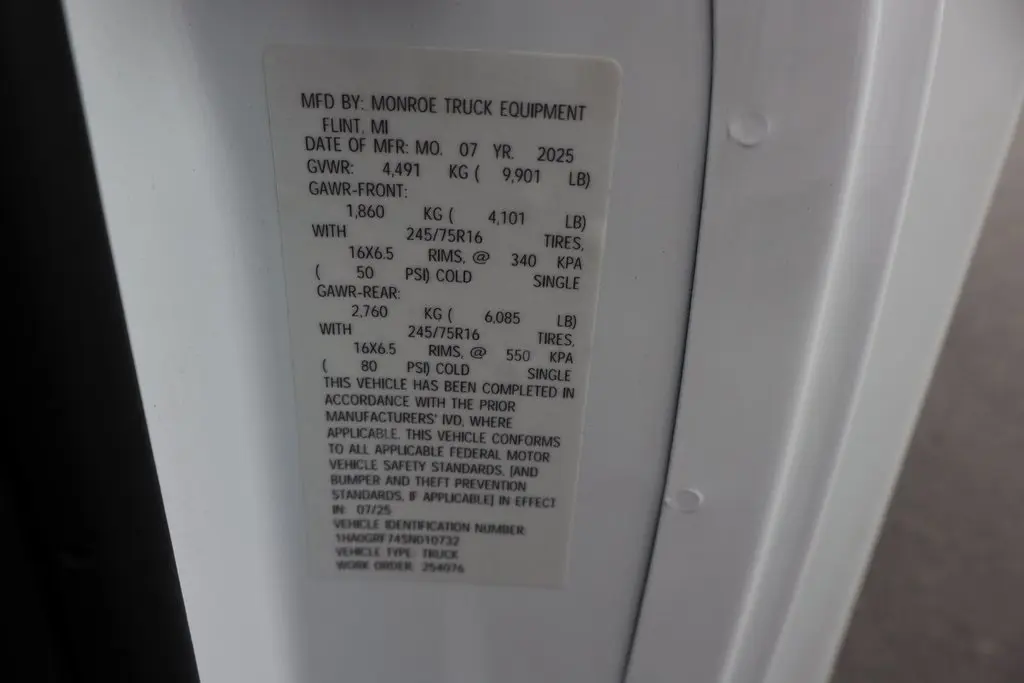 MFD BY: MONROE TRUCK EQUIPMENT
FLINT, MI
DATE OF MFR: MO. 07 YR. 2025
GVWR: 4,491 KG ( 9,901 LB)
GAWR-FRONT:
1,860 KG ( 4,101 LB)
WITH 245/75R16 TIRES,
16X6.5 RIMS, @ 340 KPA
( 50 PSI) COLD SINGLE
GAWR-REAR:
2,760 KG ( 6,085 LB)
WITH 245/75R16 TIRES,
16X6.5 RIMS, @ 550 KPA
( 80 PSI) COLD SINGLE
THIS VEHICLE HAS BEEN COMPLETED IN
ACCORDANCE WITH THE PRIOR
MANUFACTURERS' IVD, WHERE
APPLICABLE. THIS VEHICLE CONFORMS
TO ALL APPLICABLE FEDERAL MOTOR
VEHICLE SAFETY STANDARDS, [AND
BUMPER AND THEFT PREVENTION
STANDARDS, IF APPLICABLE] IN EFFECT
IN: 07/25
VEHICLE IDENTIFICATION NUMBER:
VEHICLE TYPE: TRUCK
WORK ORDER: 254076